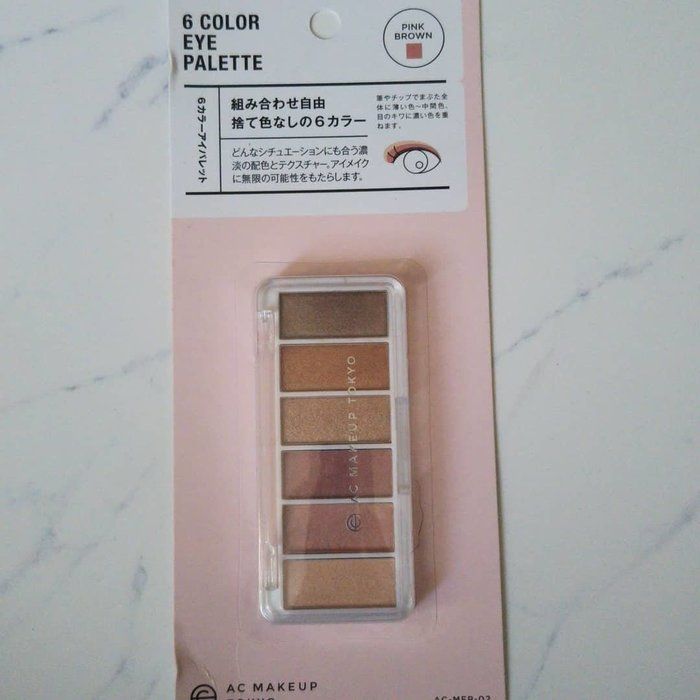 6 COLOR
EYE
PALETTE
PINK
BROWN
6カラーアイパレット
組み合わせ自由
捨て色なしの6カラー
どんなシチュエーションにも合う濃
淡の配色とテクスチャー。アイメイク
に無限の可能性をもたらします。
筆やチップでまぶた全
体に薄い色~中間色、
目のキワに濃い色を重
ねます。
AC MAKEUP TOKYO
AC MAKEUP
AC-MEP-02